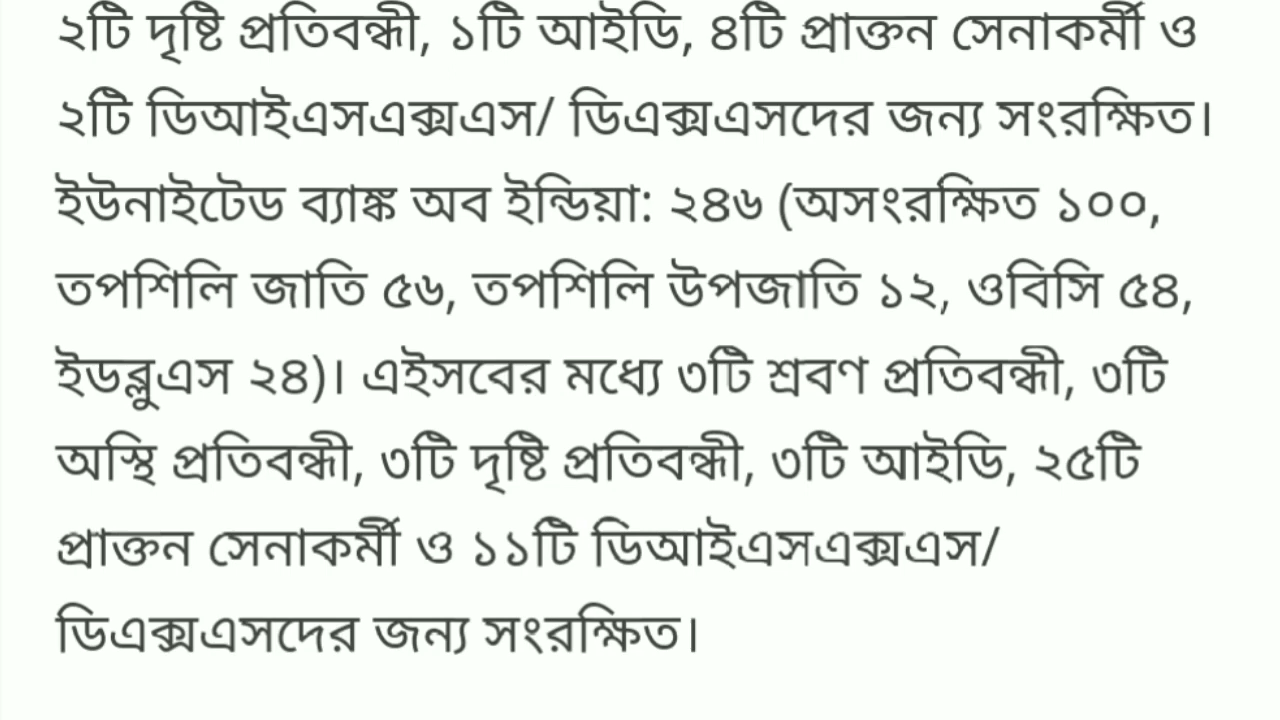 ২টি দৃষ্টি প্রতিবন্ধী, ১টি আইডি, ৪টি প্রাক্তন সেনাকর্মী ও
২টি ডিআইএসএক্সএস/ ডিএক্সএসদের জন্য সংরক্ষিত।
ইউনাইটেড ব্যাঙ্ক অব ইন্ডিয়া: ২৪৬ (অসংরক্ষিত ১০০,
তপশিলি জাতি ৫৬, তপশিলি উপজাতি ১২, ওবিসি ৫৪,
ইডব্লুএস ২৪)। এইসবের মধ্যে ৩টি শ্রবণ প্রতিবন্ধী, ৩টি
অস্থি প্রতিবন্ধী, ৩টি দৃষ্টি প্রতিবন্ধী, ৩টি আইডি, ২৫টি
প্রাক্তন সেনাকর্মী ও ১১টি ডিআইএসএক্সএস/
ডিএক্সএসদের জন্য সংরক্ষিত।